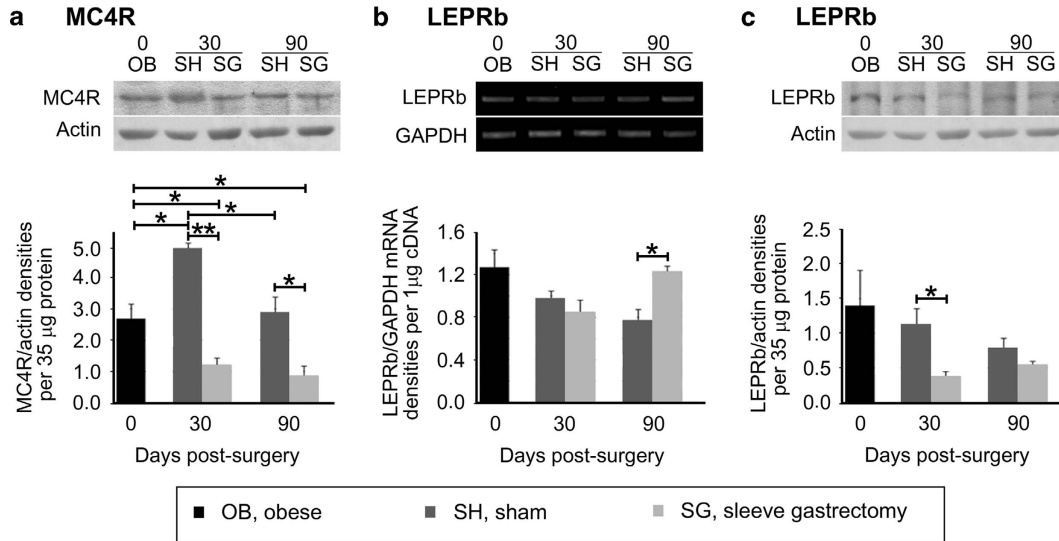 a MC4R
0 30 90
OB SH SG SH SG
MC4R
Actin
MC4R/actin densities
per 35 μg protein
5.0
4.0
3.0
2.0
1.0
0.0
* * * * ** *
0 30 90
Days post-surgery
b LEPRb
0 30 90
OB SH SG SH SG
LEPRb
GAPDH
LEPRb/GAPDH mRNA
densities per 1μg cDNA
1.6
1.2
0.8
0.4
0.0
*
0 30 90
Days post-surgery
c LEPRb
0 30 90
OB SH SG SH SG
LEPRb
Actin
LEPRb/actin densities
per 35 μg protein
2.5
2.0
1.5
1.0
0.5
0.0
*
0 30 90
Days post-surgery
OB, obese SH, sham SG, sleeve gastrectomy